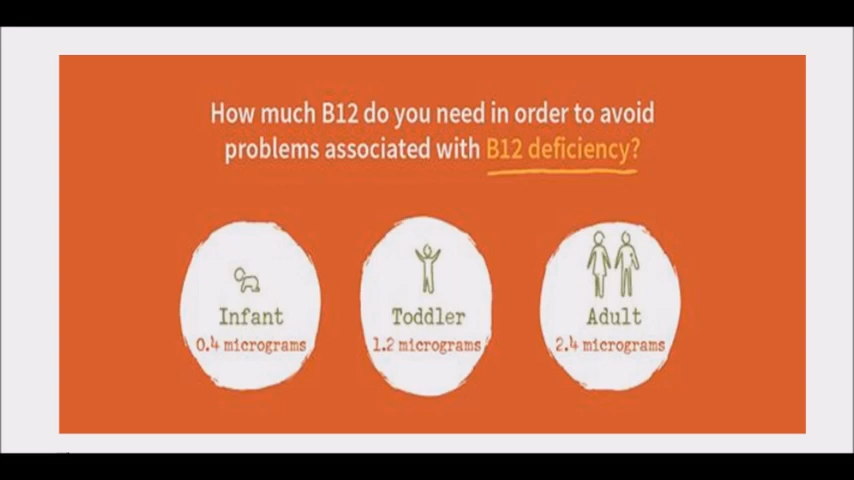 How much B12 do you need in order to avoid
problems associated with B12 deficiency?
Infant
0.4 micrograms
Toddler
1.2 micrograms
Adult
2.4 micrograms